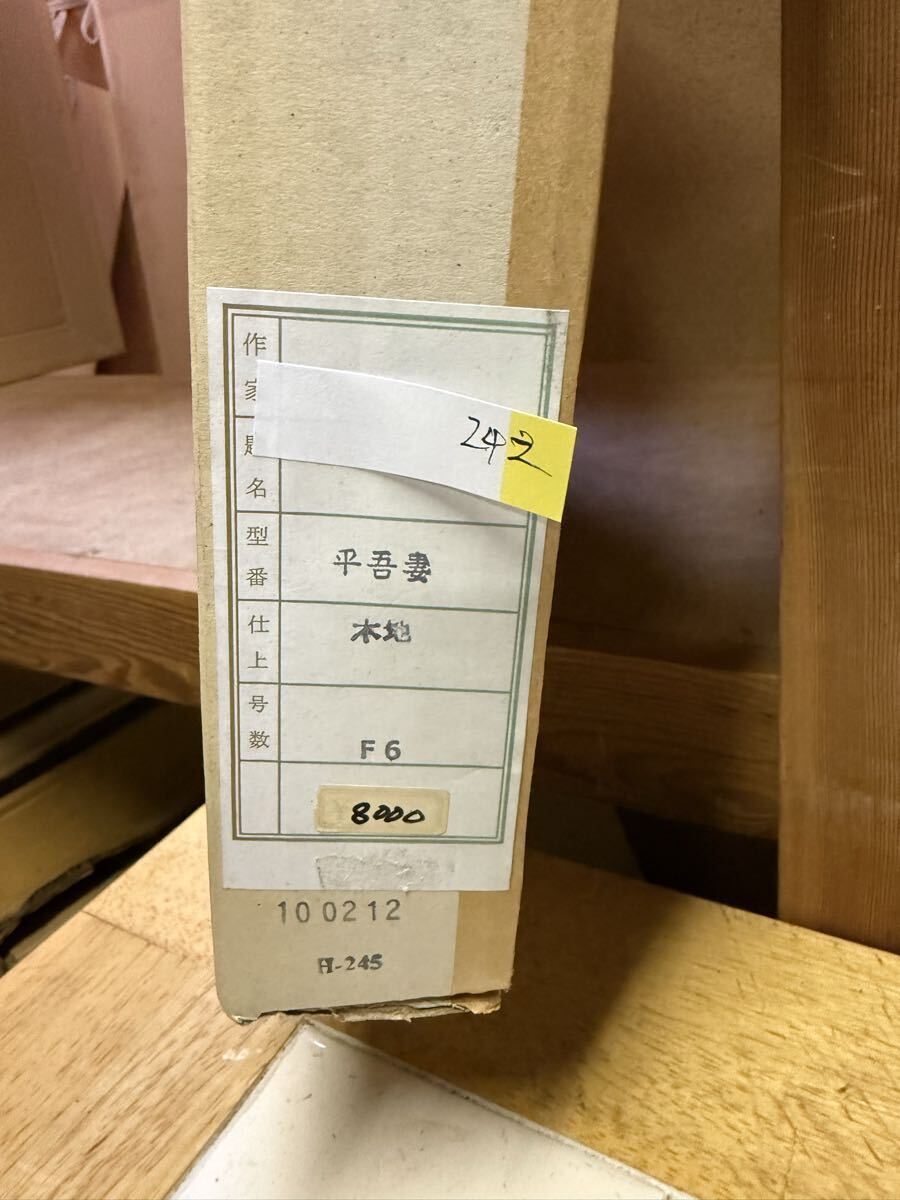 作家
242
題名
型番 平吾妻
仕上 木地
号数 F6
8000
100212
H-245